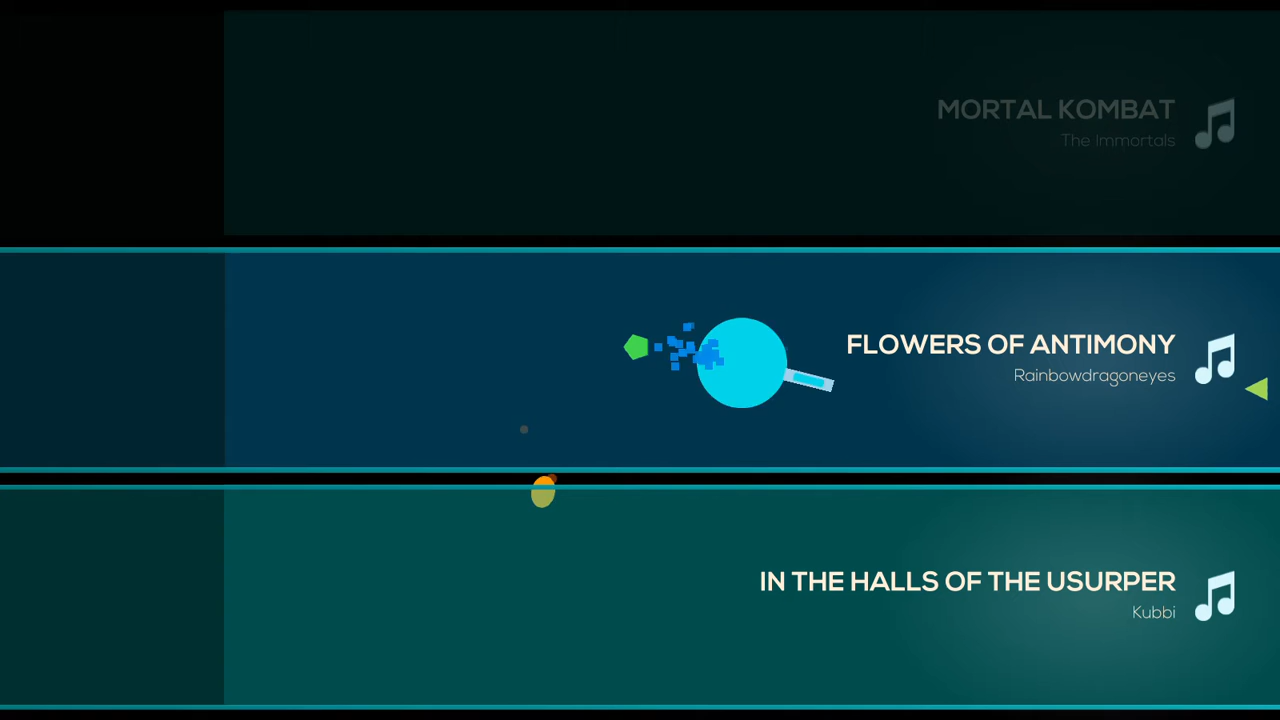 MORTAL KOMBAT
The Immortals
FLOWERS OF ANTIMONY
Rainbowdragoneyes
IN THE HALLS OF THE USURPER
Kubbi